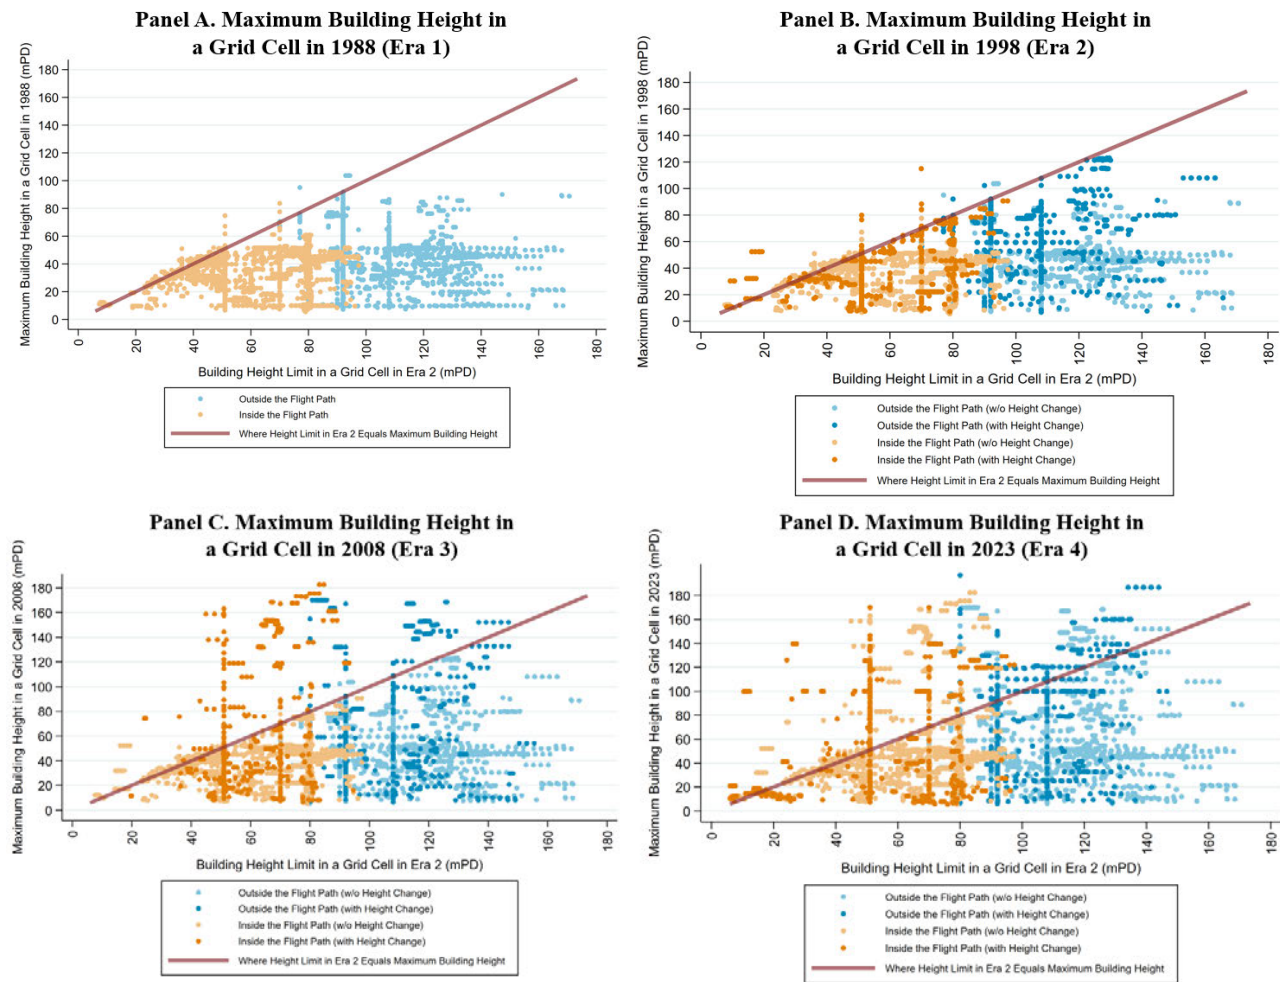 Panel A. Maximum Building Height in
a Grid Cell in 1988 (Era 1)
Maximum Building Height in a Grid Cell in 1988 (mPD)
180
160
140
120
100
80
60
40
20
0
0 20 40 60 80 100 120 140 160 180
Building Height Limit in a Grid Cell in Era 2 (mPD)
Outside the Flight Path
Inside the Flight Path
Where Height Limit in Era 2 Equals Maximum Building Height
Panel B. Maximum Building Height in
a Grid Cell in 1998 (Era 2)
Maximum Building Height in a Grid Cell in 1998 (mPD)
180
160
140
120
100
80
60
40
20
0
0 20 40 60 80 100 120 140 160 180
Building Height Limit in a Grid Cell in Era 2 (mPD)
Outside the Flight Path (w/o Height Change)
Outside the Flight Path (with Height Change)
Inside the Flight Path (w/o Height Change)
Inside the Flight Path (with Height Change)
Where Height Limit in Era 2 Equals Maximum Building Height
Panel C. Maximum Building Height in
a Grid Cell in 2008 (Era 3)
Maximum Building Height in a Grid Cell in 2008 (mPD)
180
160
140
120
100
80
60
40
20
0
0 20 40 60 80 100 120 140 160 180
Building Height Limit in a Grid Cell in Era 2 (mPD)
Outside the Flight Path (w/o Height Change)
Outside the Flight Path (with Height Change)
Inside the Flight Path (w/o Height Change)
Inside the Flight Path (with Height Change)
Where Height Limit in Era 2 Equals Maximum Building Height
Panel D. Maximum Building Height in
a Grid Cell in 2023 (Era 4)
Maximum Building Height in a Grid Cell in 2023 (mPD)
180
160
140
120
100
80
60
40
20
0
0 20 40 60 80 100 120 140 160 180
Building Height Limit in a Grid Cell in Era 2 (mPD)
Outside the Flight Path (w/o Height Change)
Outside the Flight Path (with Height Change)
Inside the Flight Path (w/o Height Change)
Inside the Flight Path (with Height Change)
Where Height Limit in Era 2 Equals Maximum Building Height